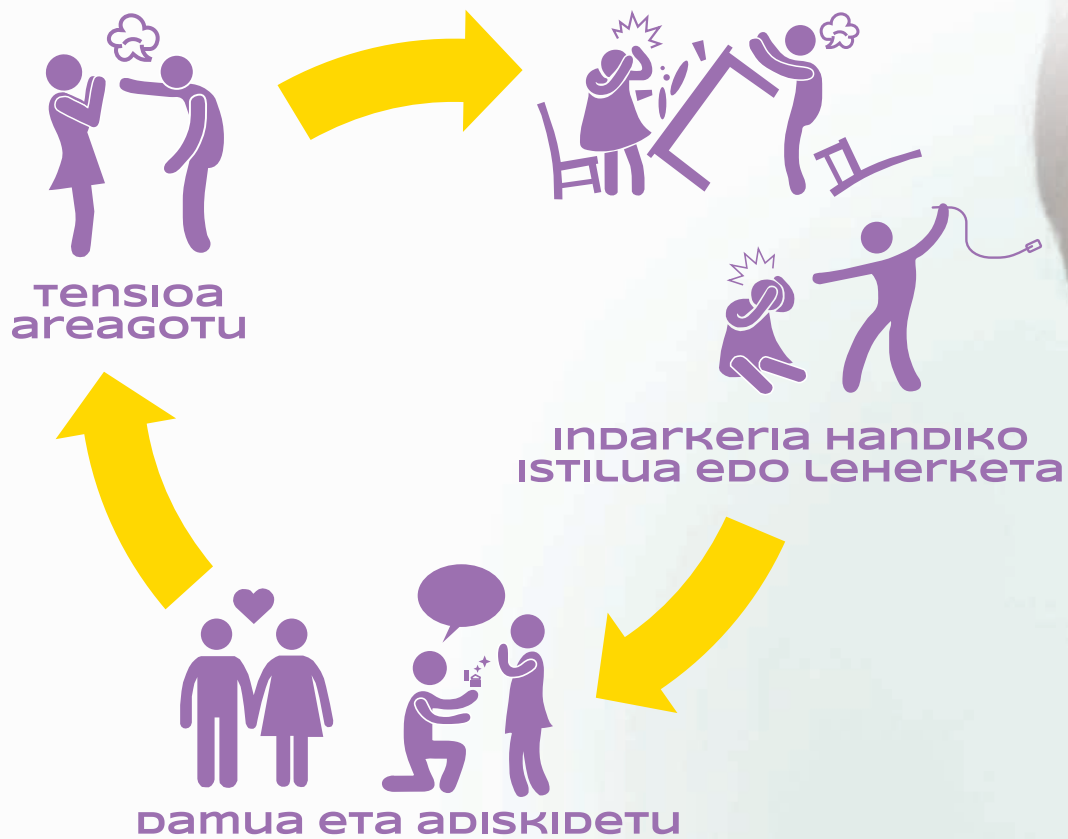 TENSIOA
AREAGOTU
INDARKERIA HANDIKO
ISTILUA EDO LEHERKETA
DAMUA ETA ADISKIDETU